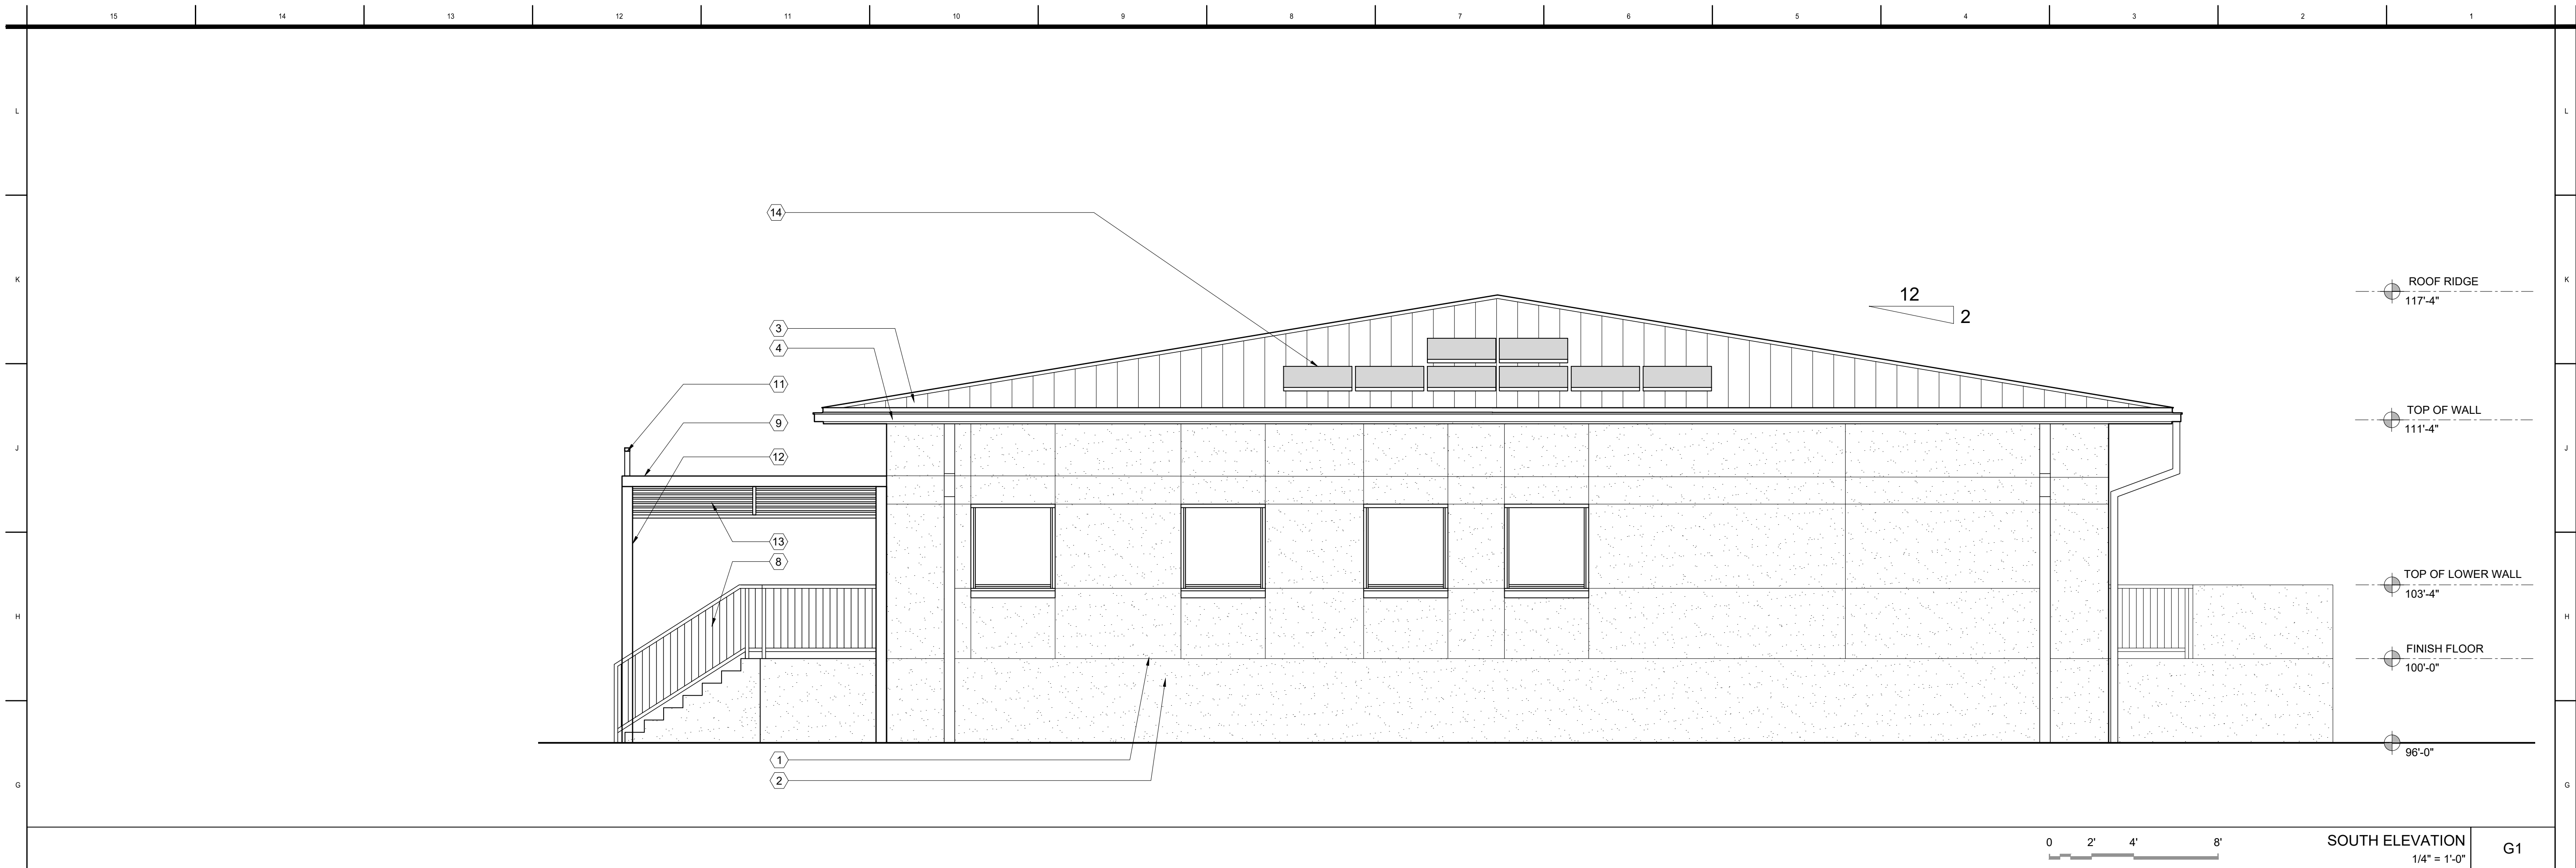 15 14 13 12 11 10 9 8 7 6 5 4 3 2 1
L L
14
K K
ROOF RIDGE
117'-4"
12
2
3
4
11
TOP OF WALL
111'-4"
9
J J
12
13
8
TOP OF LOWER WALL
103'-4"
H H
FINISH FLOOR
100'-0"
96'-0"
1
2
G G
0 2' 4' 8'
SOUTH ELEVATION
1/4" = 1'-0"
G1